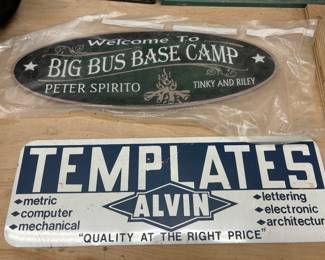 Welcome To
BIG BUS BASE CAMP
PETER SPIRITO TINKY AND RILEY
TEMPLATES
metric
computer
mechanical
ALVIN
lettering
electronic
architectur
"QUALITY AT THE RIGHT PRICE"